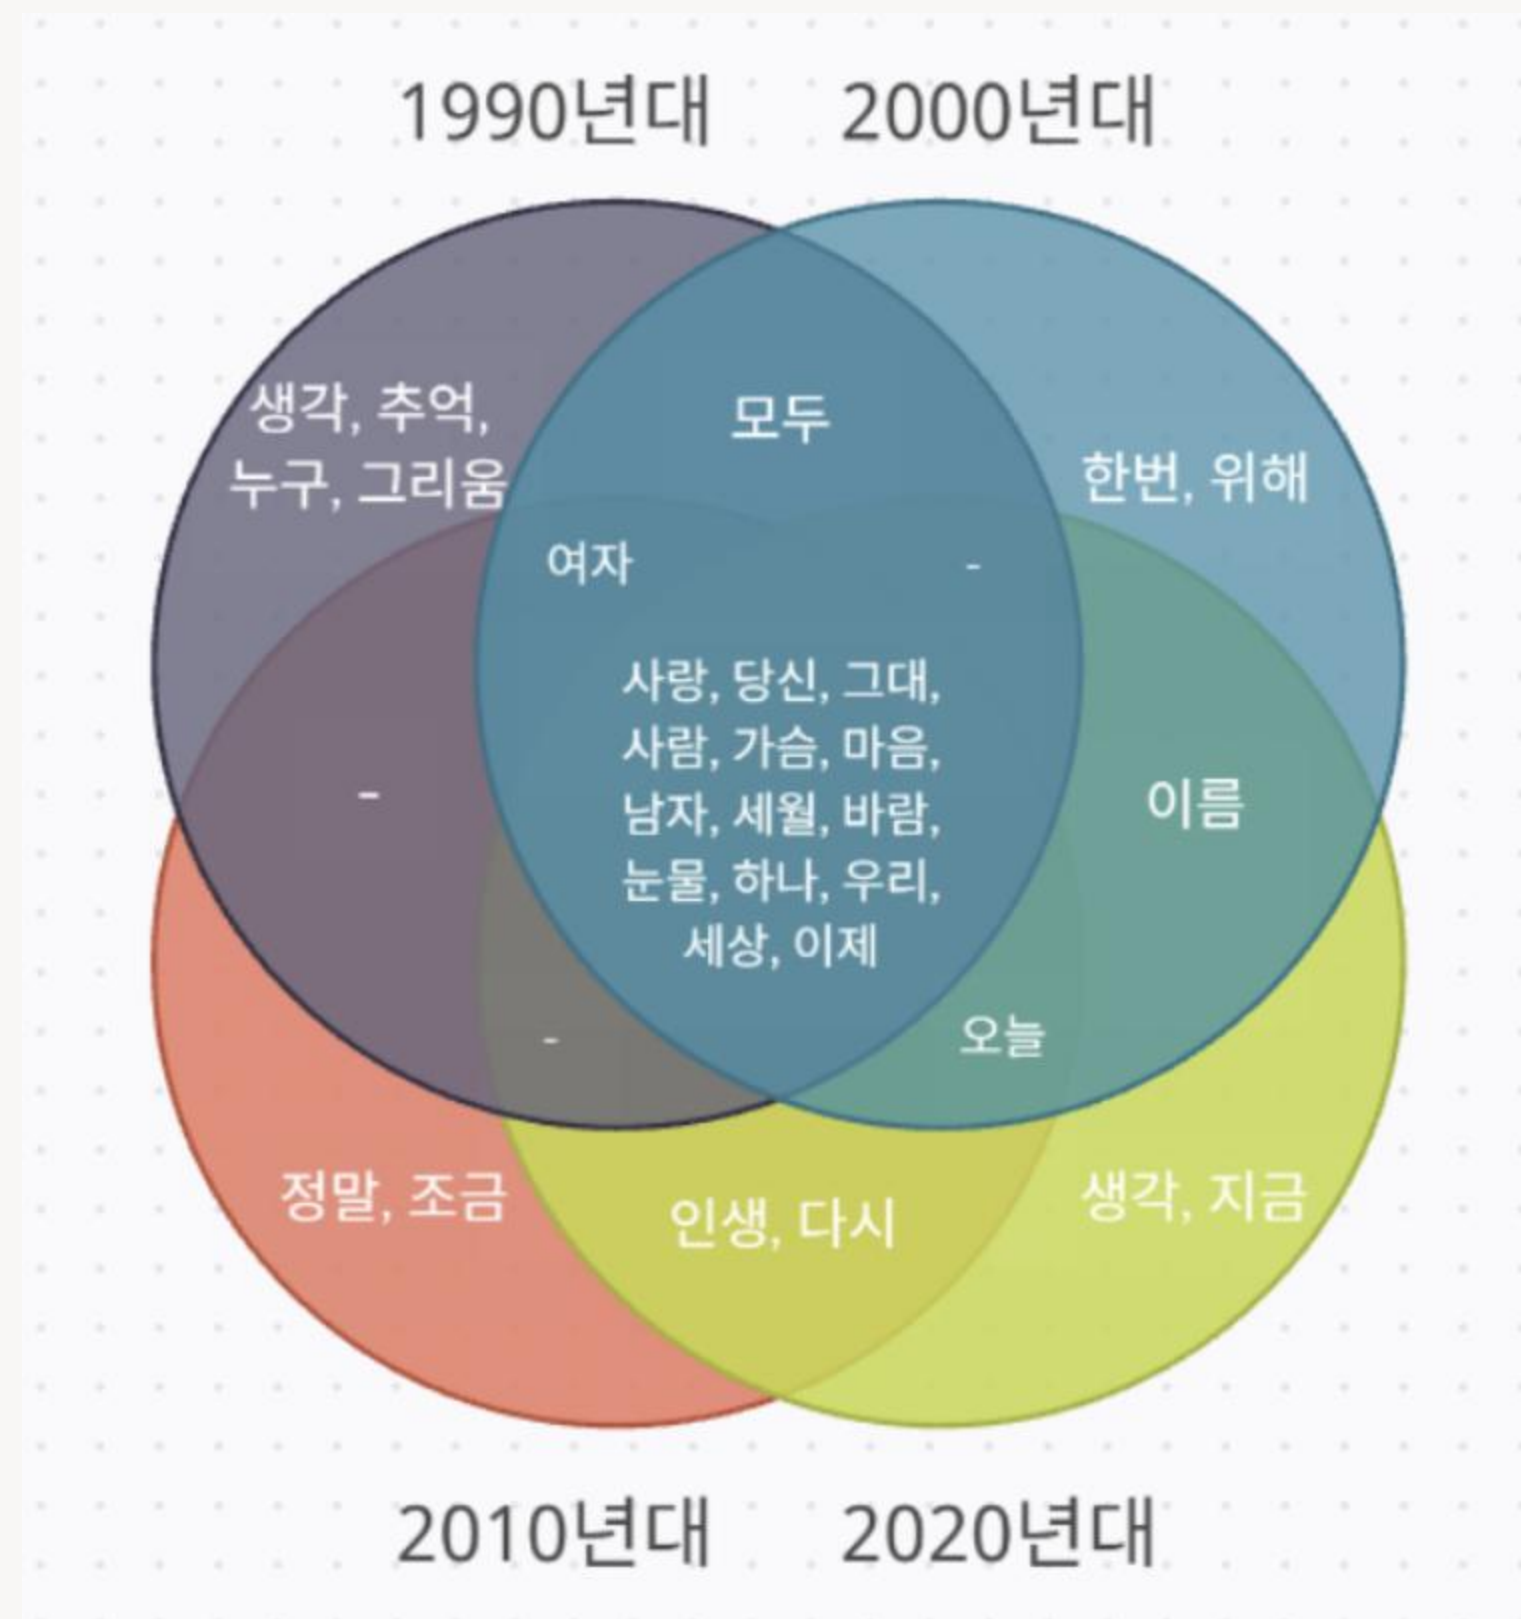 1990년대 2000년대
생각, 추억,
누구, 그리움
모두
한번, 위해
여자
-
사랑, 당신, 그대,
사람, 가슴, 마음,
남자, 세월, 바람,
눈물, 하나, 우리,
세상, 이제
-
이름
-
오늘
정말, 조금
인생, 다시
생각, 지금
2010년대 2020년대